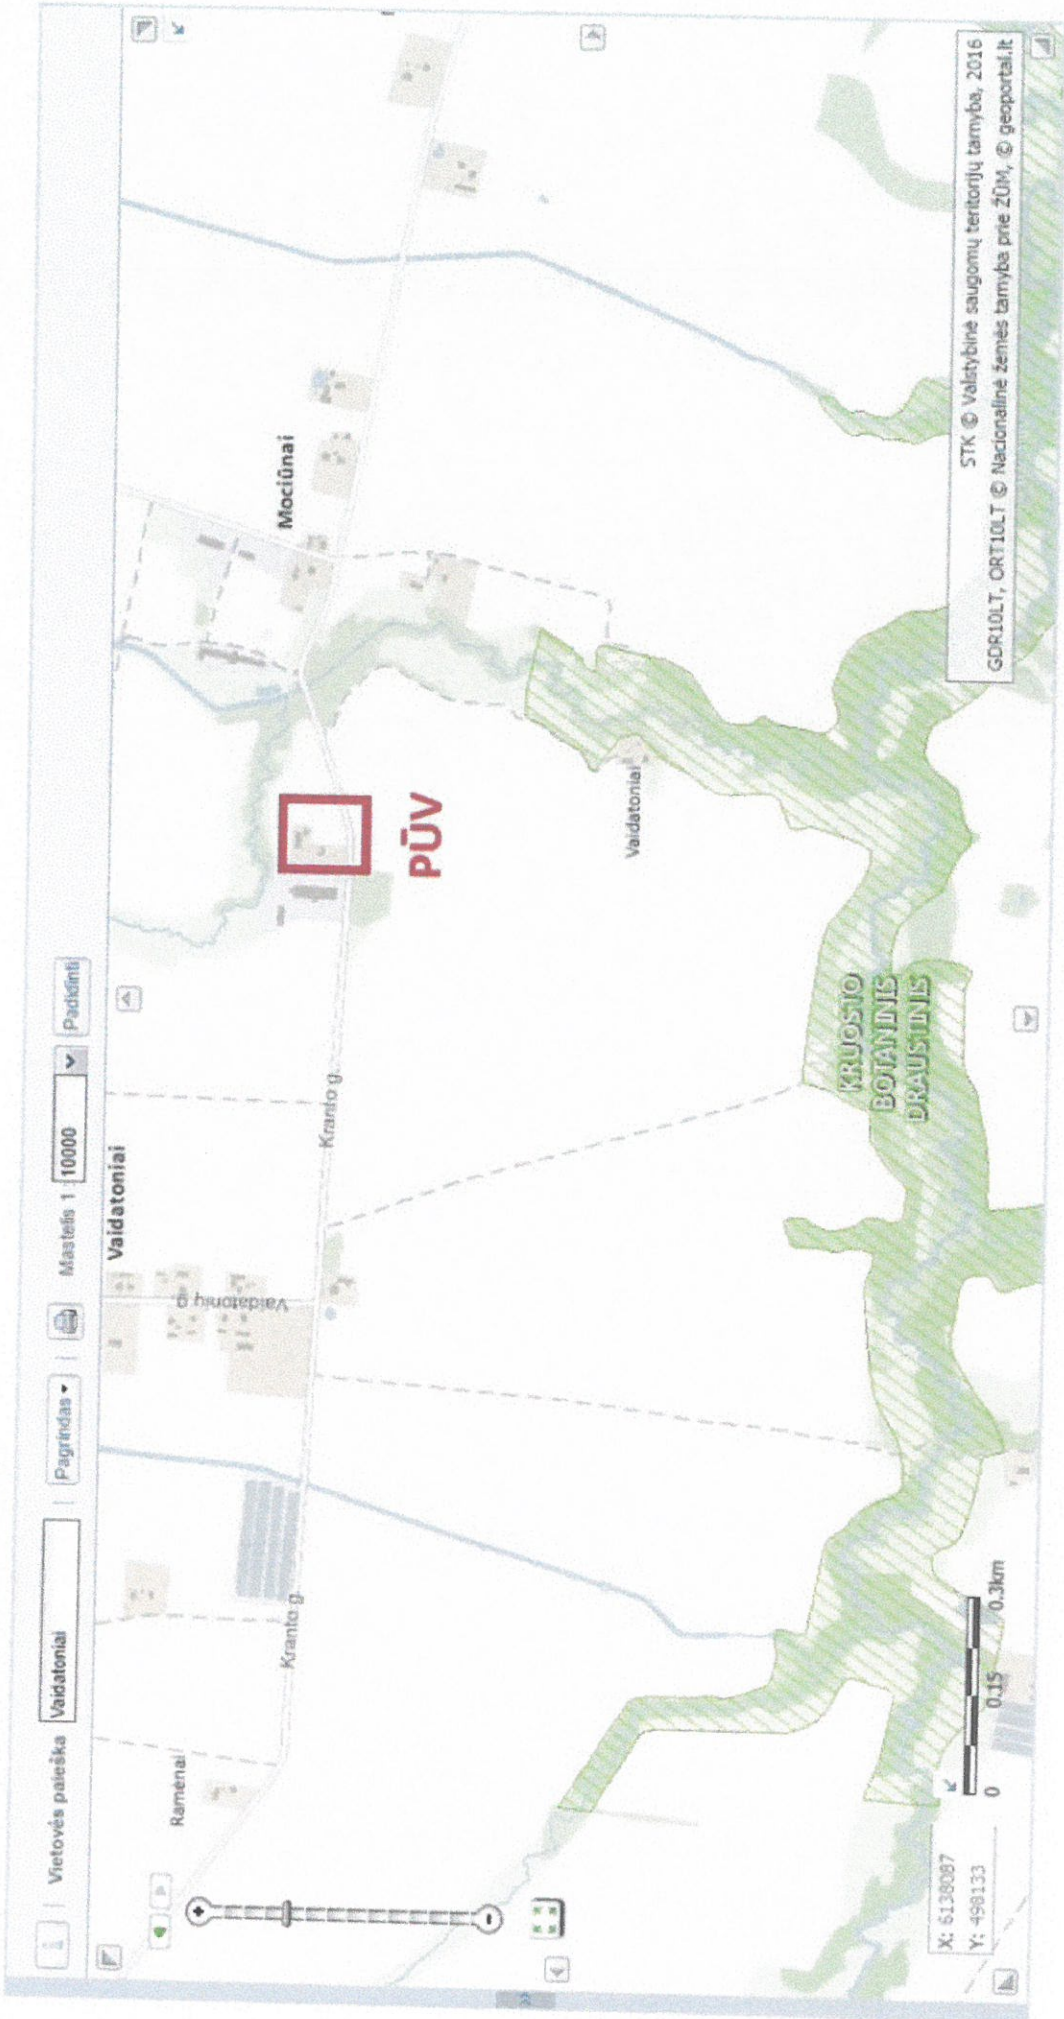 Vietovės paieška Vaidatoniai Pagrindas Mastelis 1 : 10000 Padidinti
Vaidatoniai
Mociūnai
Ramėnai
Vaidatonių g.
Kranto g.
Kranto g.
PŪV
Vaidatoniai
KRUOSTO
BOTANINIS
DRAUSTINIS
X: 6138087
Y: 498133
0 0.15 0.3km
STK © Valstybinė saugomų teritorijų tarnyba, 2016
GDR10LT, ORT10LT © Nacionalinė žemės tarnyba prie ŽŪM, © geoportal.lt